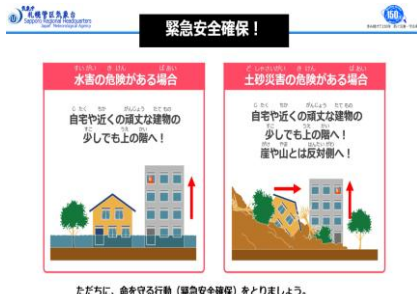 札幌管区気象台
Sapporo Regional Headquarters
Japan Meteorological Agency
緊急安全確保！
水害の危険がある場合
自宅や近くの頑丈な建物の
少しでも上の階へ！
土砂災害の危険がある場合
自宅や近くの頑丈な建物の
少しでも上の階へ！
崖や山とは反対側へ！
ただちに、命を守る行動（緊急安全確保）をとりましょう。